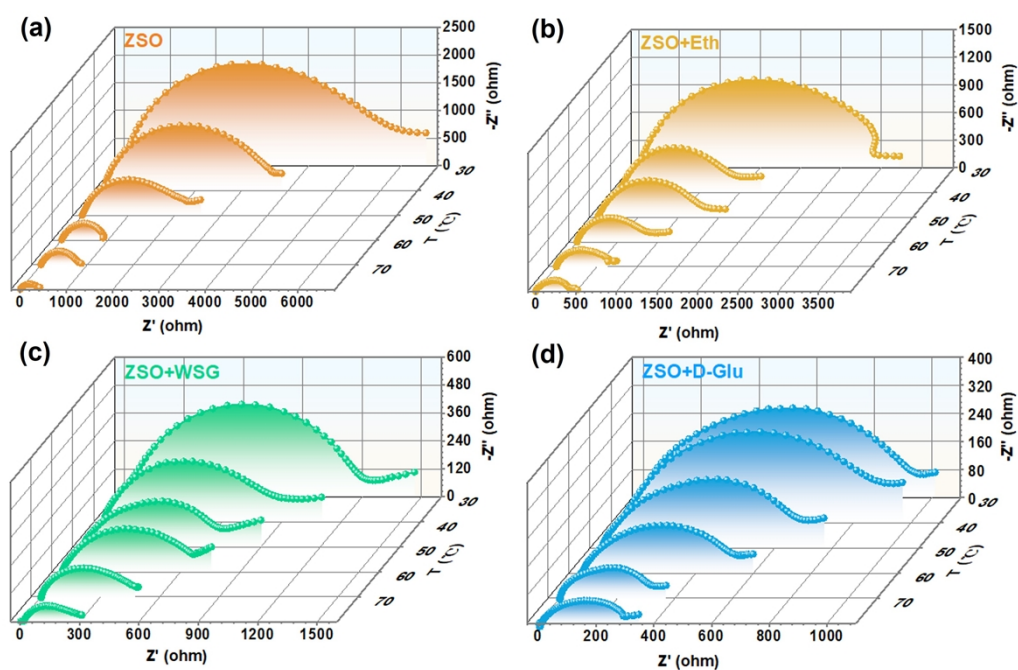 (a)
ZSO
2500
2000
1500
1000
500
0
-Z'' (ohm)
30
40
50
60
70
T (℃)
0 1000 2000 3000 4000 5000 6000
Z' (ohm)
(b)
ZSO+Eth
1500
1200
900
600
300
0
-Z'' (ohm)
30
40
50
60
70
T (℃)
0 500 1000 1500 2000 2500 3000 3500
Z' (ohm)
(c)
ZSO+WSG
600
480
360
240
120
0
-Z'' (ohm)
30
40
50
60
70
T (℃)
0 300 600 900 1200 1500
Z' (ohm)
(d)
ZSO+D-Glu
400
320
240
160
80
0
-Z'' (ohm)
30
40
50
60
70
T (℃)
0 200 400 600 800 1000
Z' (ohm)